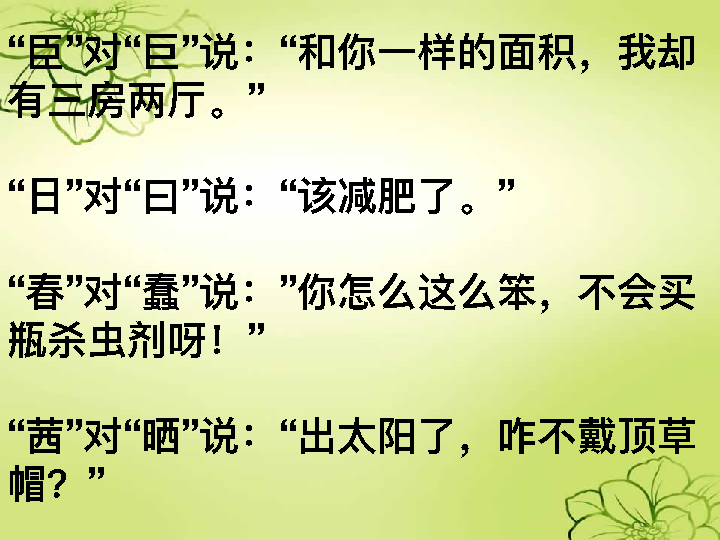 “臣”对“巨”说：“和你一样的面积，我却
有三房两厅。”
“日”对“曰”说：“该减肥了。”
“春”对“蠢”说：”你怎么这么笨，不会买
瓶杀虫剂呀！”
“茜”对“晒”说：“出太阳了，咋不戴顶草
帽？”